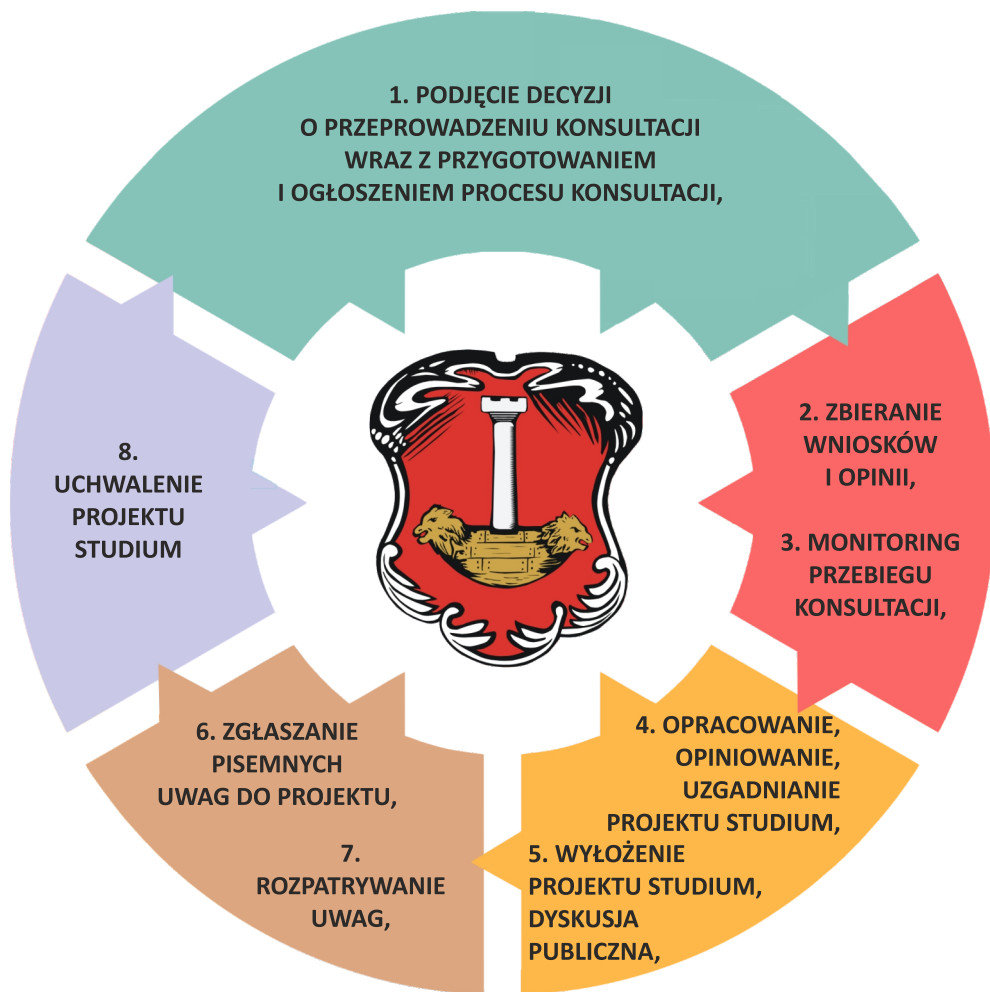 1. PODJĘCIE DECYZJI
O PRZEPROWADZENIU KONSULTACJI
WRAZ Z PRZYGOTOWANIEM
I OGŁOSZENIEM PROCESU KONSULTACJI,
2. ZBIERANIE
WNIOSKÓW
I OPINII,
3. MONITORING
PRZEBIEGU
KONSULTACJI,
4. OPRACOWANIE,
OPINIOWANIE,
UZGADNIANIE
PROJEKTU STUDIUM,
5. WYŁOŻENIE
PROJEKTU STUDIUM,
DYSKUSJA
PUBLICZNA,
6. ZGŁASZANIE
PISEMNYCH
UWAG DO PROJEKTU,
7.
ROZPATRYWANIE
UWAG,
8.
UCHWALENIE
PROJEKTU
STUDIUM